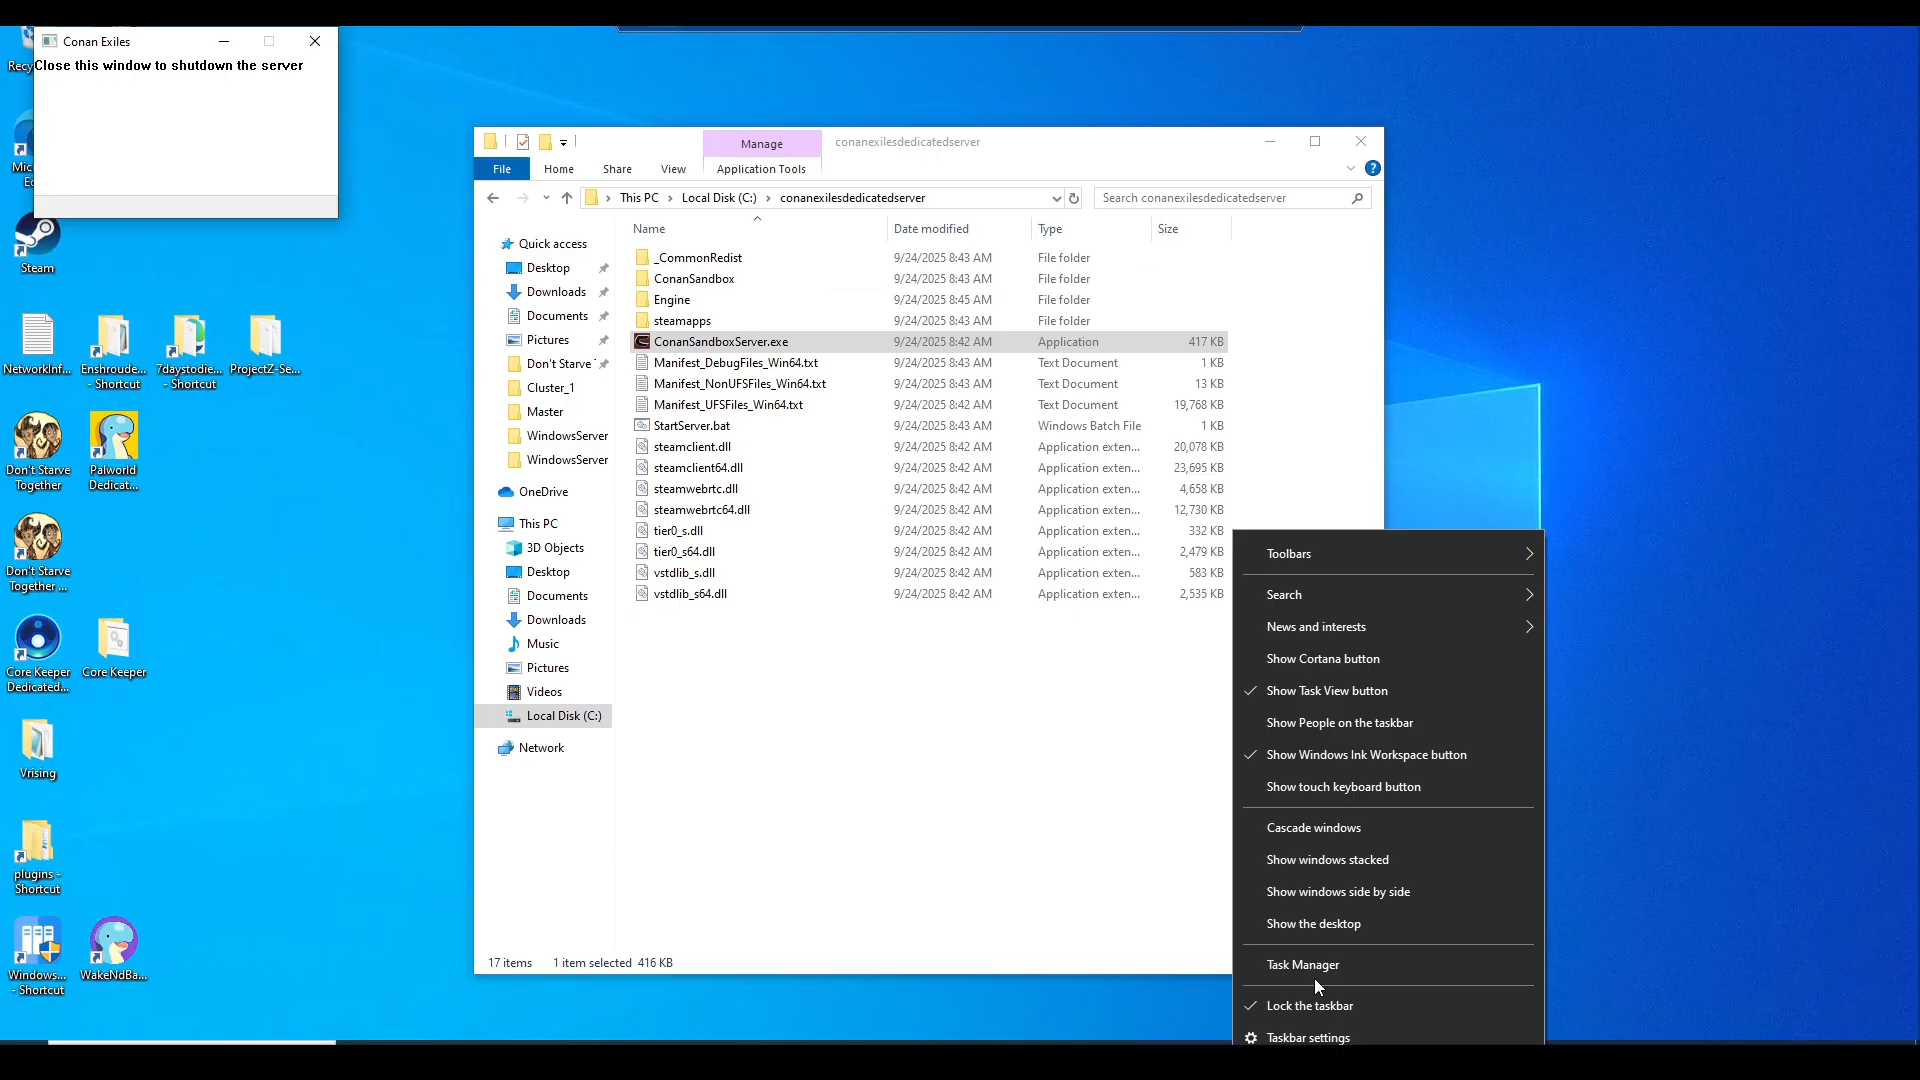 Conan Exiles
Close this window to shutdown the server
Manage
conanexilesdedicatedserver
File
Home
Share
View
Application Tools
This PC
Local Disk (C:)
conanexilesdedicatedserver
Search conanexilesdedicatedserver
Name
Date modified
Type
Size
Quick access
Desktop
Downloads
Documents
Pictures
Don't Starve
Cluster_1
Master
WindowsServer
WindowsServer
OneDrive
This PC
3D Objects
Desktop
Documents
Downloads
Music
Pictures
Videos
Local Disk (C:)
Network
_CommonRedist 9/24/2025 8:43 AM File folder
ConanSandbox 9/24/2025 8:43 AM File folder
Engine 9/24/2025 8:45 AM File folder
steamapps 9/24/2025 8:43 AM File folder
ConanSandboxServer.exe 9/24/2025 8:42 AM Application 417 KB
Manifest_DebugFiles_Win64.txt 9/24/2025 8:43 AM Text Document 1 KB
Manifest_NonUFSFiles_Win64.txt 9/24/2025 8:43 AM Text Document 13 KB
Manifest_UFSFiles_Win64.txt 9/24/2025 8:42 AM Text Document 19,768 KB
StartServer.bat 9/24/2025 8:43 AM Windows Batch File 1 KB
steamclient.dll 9/24/2025 8:42 AM Application exten... 20,078 KB
steamclient64.dll 9/24/2025 8:42 AM Application exten... 23,695 KB
steamwebrtc.dll 9/24/2025 8:42 AM Application exten... 4,658 KB
steamwebrtc64.dll 9/24/2025 8:42 AM Application exten... 12,730 KB
tier0_s.dll 9/24/2025 8:42 AM Application exten... 332 KB
tier0_s64.dll 9/24/2025 8:42 AM Application exten... 2,479 KB
vstdlib_s.dll 9/24/2025 8:42 AM Application exten... 583 KB
vstdlib_s64.dll 9/24/2025 8:42 AM Application exten... 2,535 KB
17 items
1 item selected 416 KB
Recy
Mic
Ed
Steam
NetworkInf...
Enshroude...
- Shortcut
7daystodie...
- Shortcut
ProjectZ-Se...
Don't Starve
Together
Palworld
Dedicat...
Don't Starve
Together ...
Core Keeper
Dedicated...
Core Keeper
Vrising
plugins -
Shortcut
Windows...
- Shortcut
WakeNdBa...
Toolbars
Search
News and interests
Show Cortana button
Show Task View button
Show People on the taskbar
Show Windows Ink Workspace button
Show touch keyboard button
Cascade windows
Show windows stacked
Show windows side by side
Show the desktop
Task Manager
Lock the taskbar
Taskbar settings